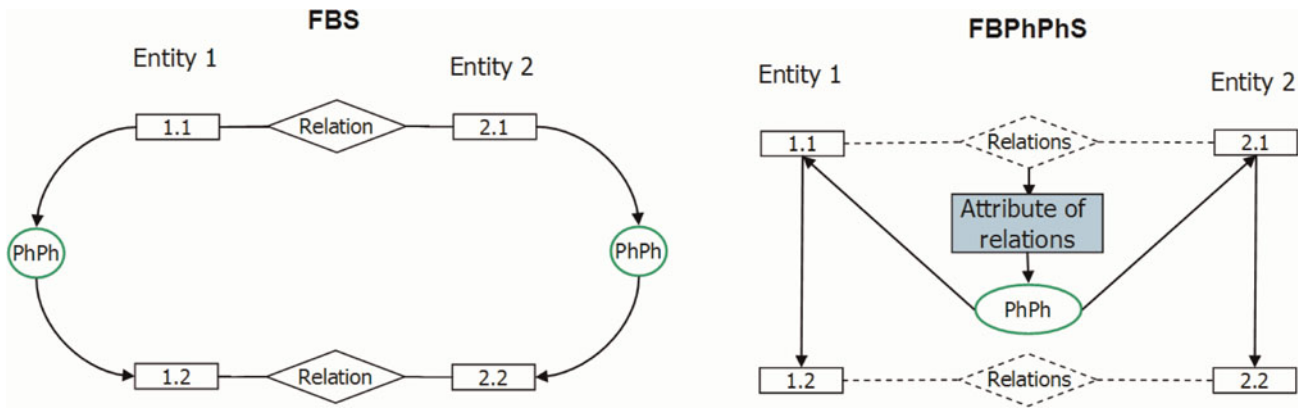 FBS
Entity 1
Entity 2
1.1
Relation
2.1
PhPh
PhPh
1.2
Relation
2.2
FBPhPhS
Entity 1
Entity 2
1.1
Relations
2.1
Attribute of
relations
PhPh
1.2
Relations
2.2